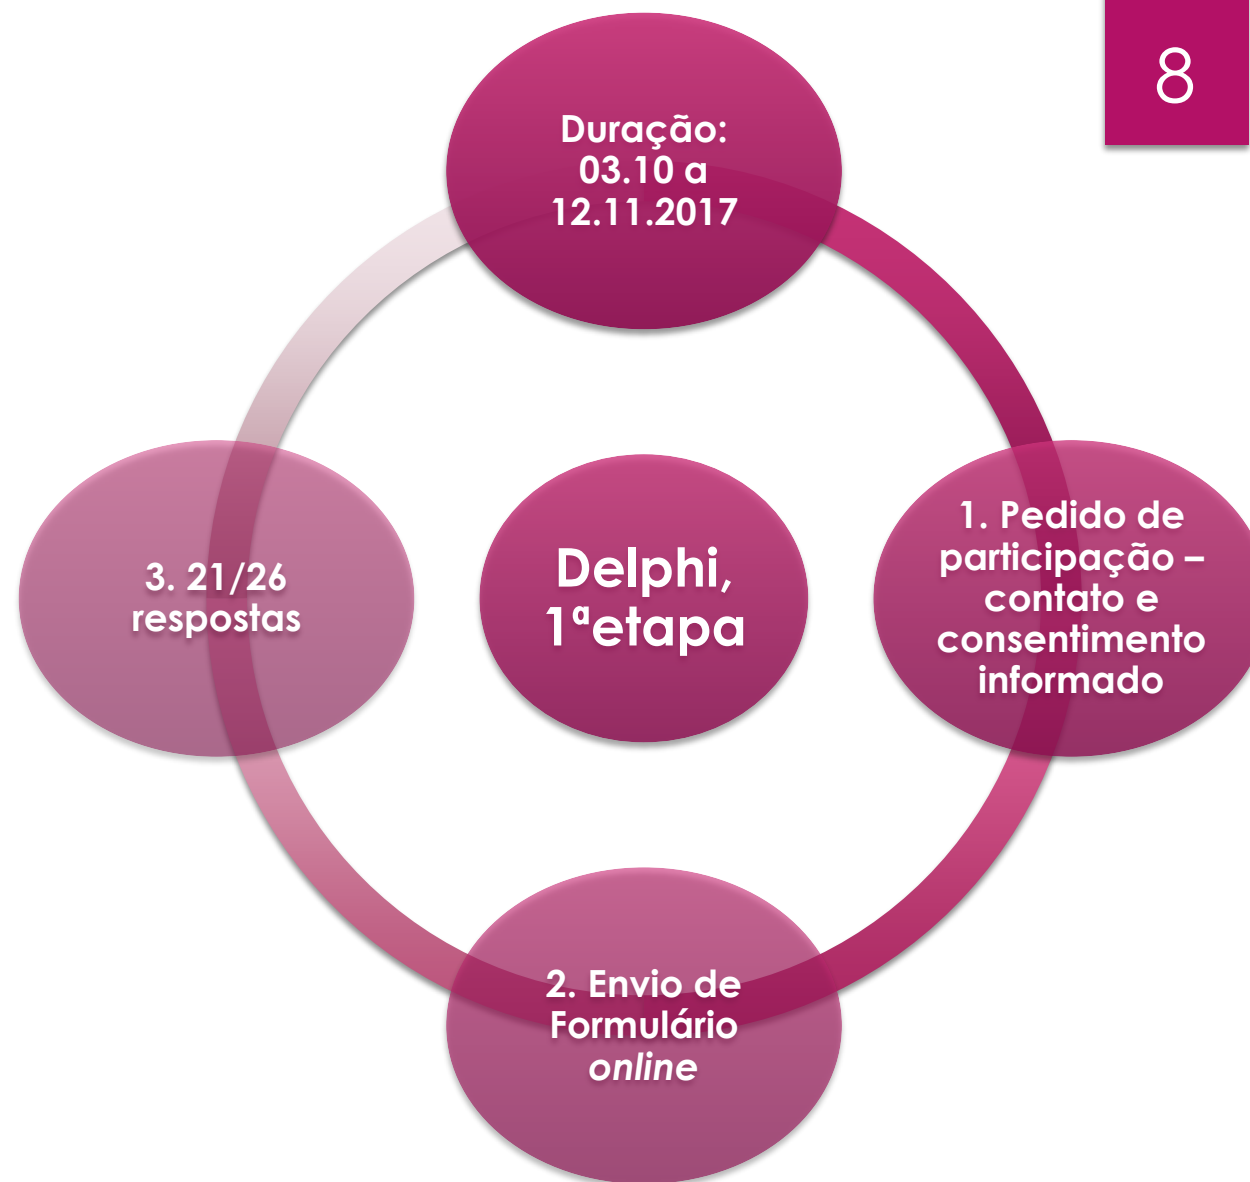 8
Duração:
03.10 a
12.11.2017
1. Pedido de
participação –
contato e
consentimento
informado
Delphi,
1ªetapa
3. 21/26
respostas
2. Envio de
Formulário
online